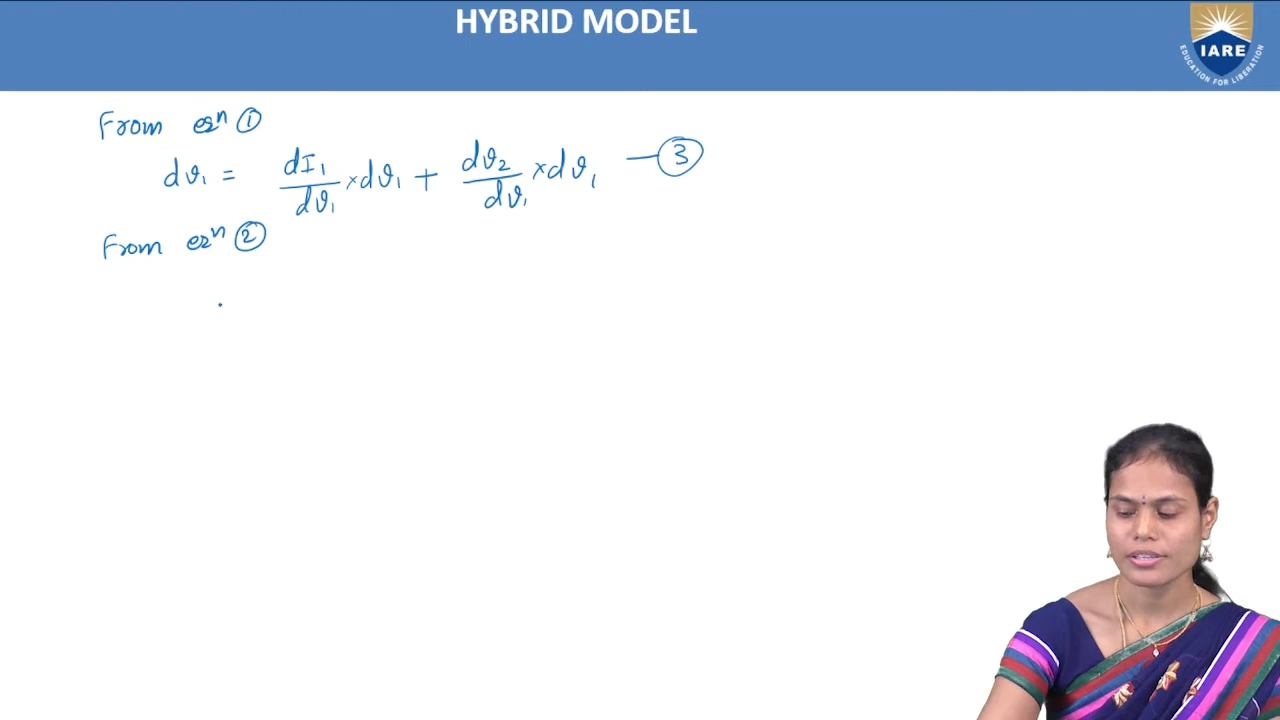 HYBRID MODEL
IARE
EDUCATION FOR LIBERATION
From eqⁿ ①
dv₁ = dI₁/dv₁ × dv₁ + dv₂/dv₁ × dv₁ — ③
From eqⁿ ②